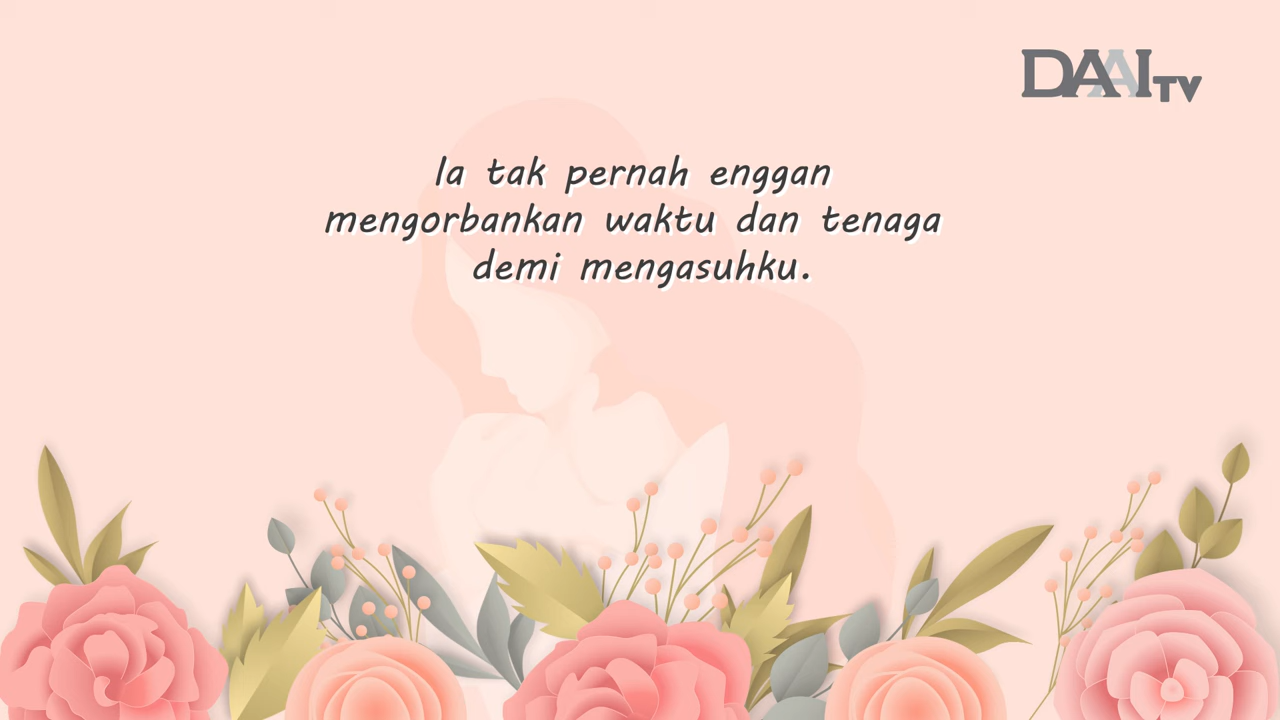 DAAI TV
Ia tak pernah enggan
mengorbankan waktu dan tenaga
demi mengasuhku.